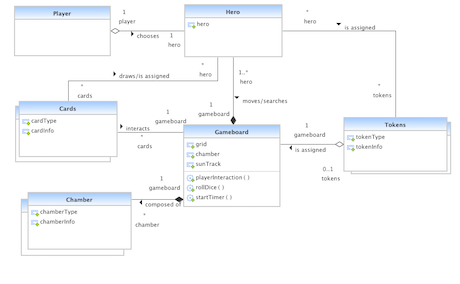 Player
Hero
hero
1
player
chooses
1
hero
*
hero
is assigned
draws/is assigned
*
hero
1..*
hero
*
cards
*
tokens
moves/searches
Cards
cardType
cardInfo
1
gameboard
1
gameboard
interacts
*
cards
Gameboard
grid
chamber
sunTrack
playerInteraction ( )
rollDice ( )
startTimer ( )
1
gameboard
is assigned
0..1
tokens
Tokens
tokenType
tokenInfo
Chamber
chamberType
chamberInfo
1
gameboard
composed of
*
chamber